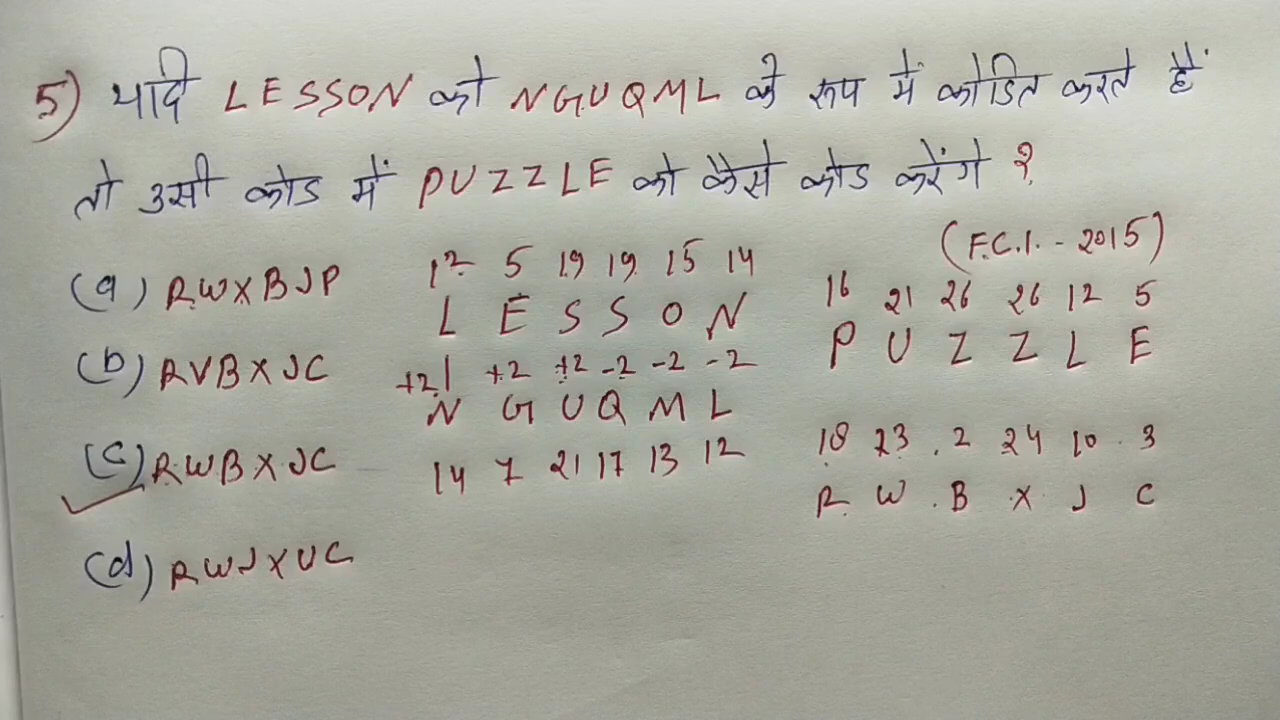 5) यदि LESSON को NGUQML के रूप में कोडित करते हैं
तो उसी कोड में PUZZLE को कैसे कोड करेंगे ?
(F.C.I. - 2015)
(a) RWXBJP
(b) RVBXJC
(c) RWBXJC
(d) RWJXUC
12 5 19 19 15 14
L E S S O N
+2 +2 +2 -2 -2 -2
N G U Q M L
14 7 21 17 13 12
16 21 26 26 12 5
P U Z Z L E
18 23 . 2 24 10 . 3
R W . B X J C